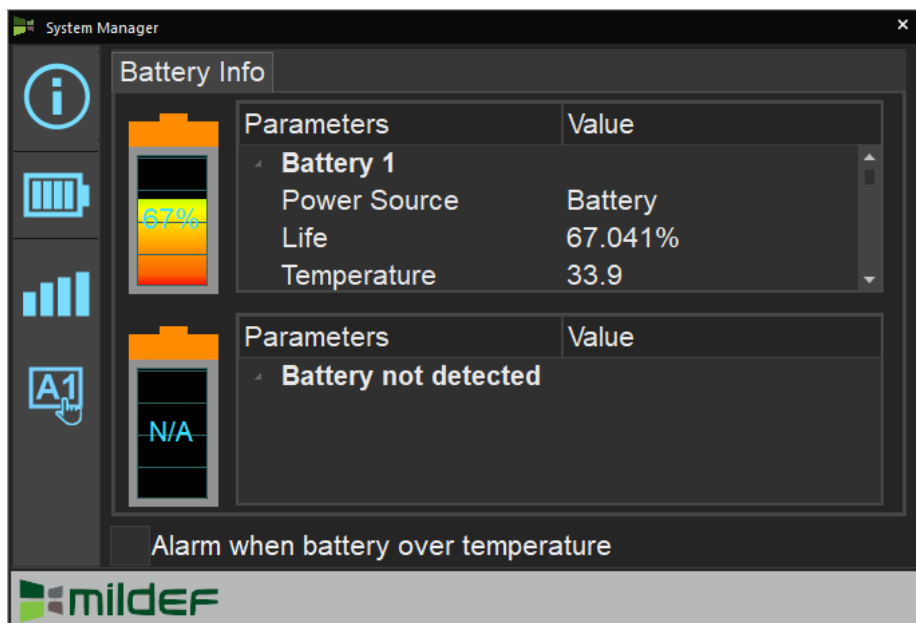 System Manager
Battery Info
Parameters Value
Battery 1
67%
Power Source Battery
Life 67.041%
Temperature 33.9
Parameters Value
Battery not detected
A1
N/A
Alarm when battery over temperature
mildef